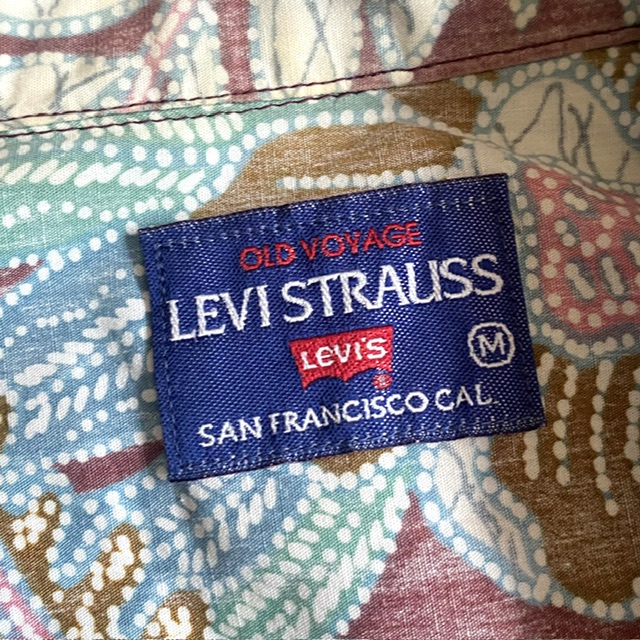 OLD VOYAGE
LEVI STRAUSS
LEVI'S
M
SAN FRANCISCO CAL.